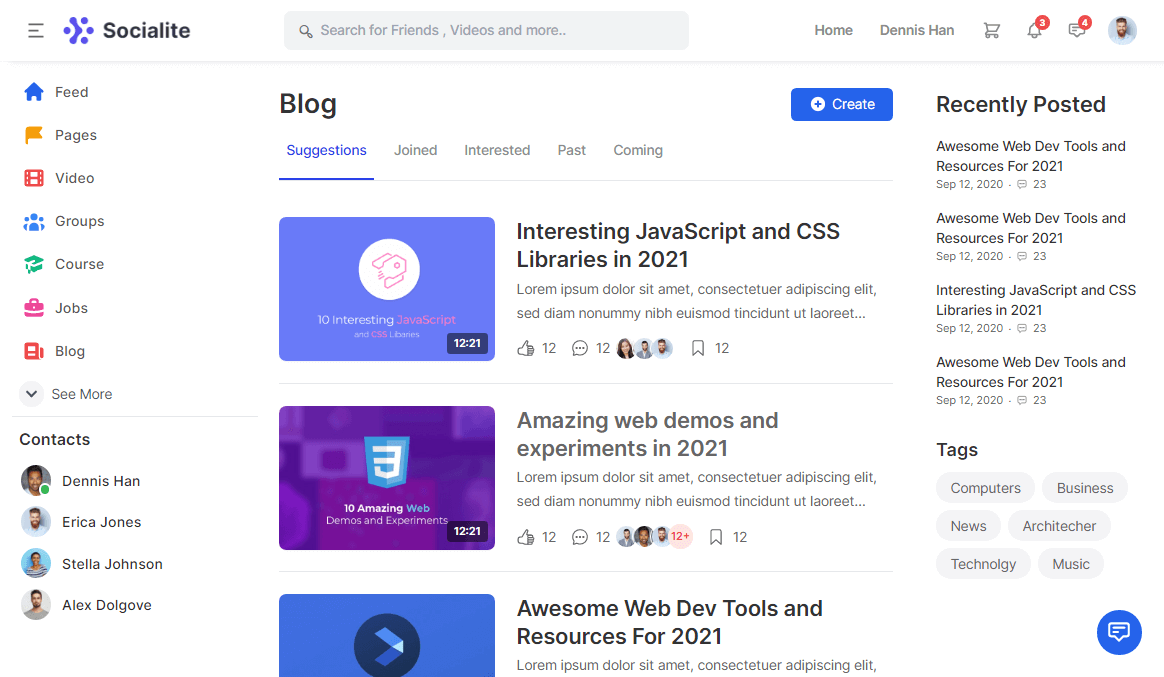 Socialite
Search for Friends , Videos and more..
Home
Dennis Han
3
4
Feed
Pages
Video
Groups
Course
Jobs
Blog
See More
Contacts
Dennis Han
Erica Jones
Stella Johnson
Alex Dolgove
Blog
Create
Suggestions
Joined
Interested
Past
Coming
10 Interesting JavaScript
and CSS Libaries
12:21
Interesting JavaScript and CSS
Libraries in 2021
Lorem ipsum dolor sit amet, consectetuer adipiscing elit,
sed diam nonummy nibh euismod tincidunt ut laoreet...
12
12
12
10 Amazing Web
Demos and Experiments
12:21
Amazing web demos and
experiments in 2021
Lorem ipsum dolor sit amet, consectetuer adipiscing elit,
sed diam nonummy nibh euismod tincidunt ut laoreet...
12
12
12+
12
Awesome Web Dev Tools and
Resources For 2021
Lorem ipsum dolor sit amet, consectetuer adipiscing elit,
Recently Posted
Awesome Web Dev Tools and
Resources For 2021
Sep 12, 2020 · 23
Awesome Web Dev Tools and
Resources For 2021
Sep 12, 2020 · 23
Interesting JavaScript and CSS
Libraries in 2021
Sep 12, 2020 · 23
Awesome Web Dev Tools and
Resources For 2021
Sep 12, 2020 · 23
Tags
Computers
Business
News
Architecher
Technolgy
Music